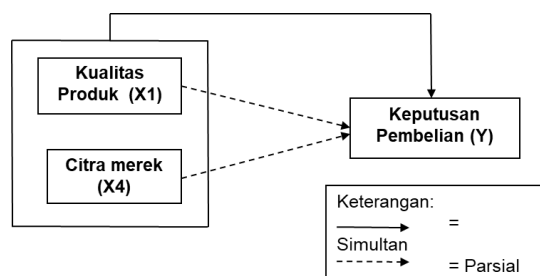 Kualitas
Produk (X1)
Keputusan
Pembelian (Y)
Citra merek
(X4)
Keterangan:
=
Simultan
= Parsial